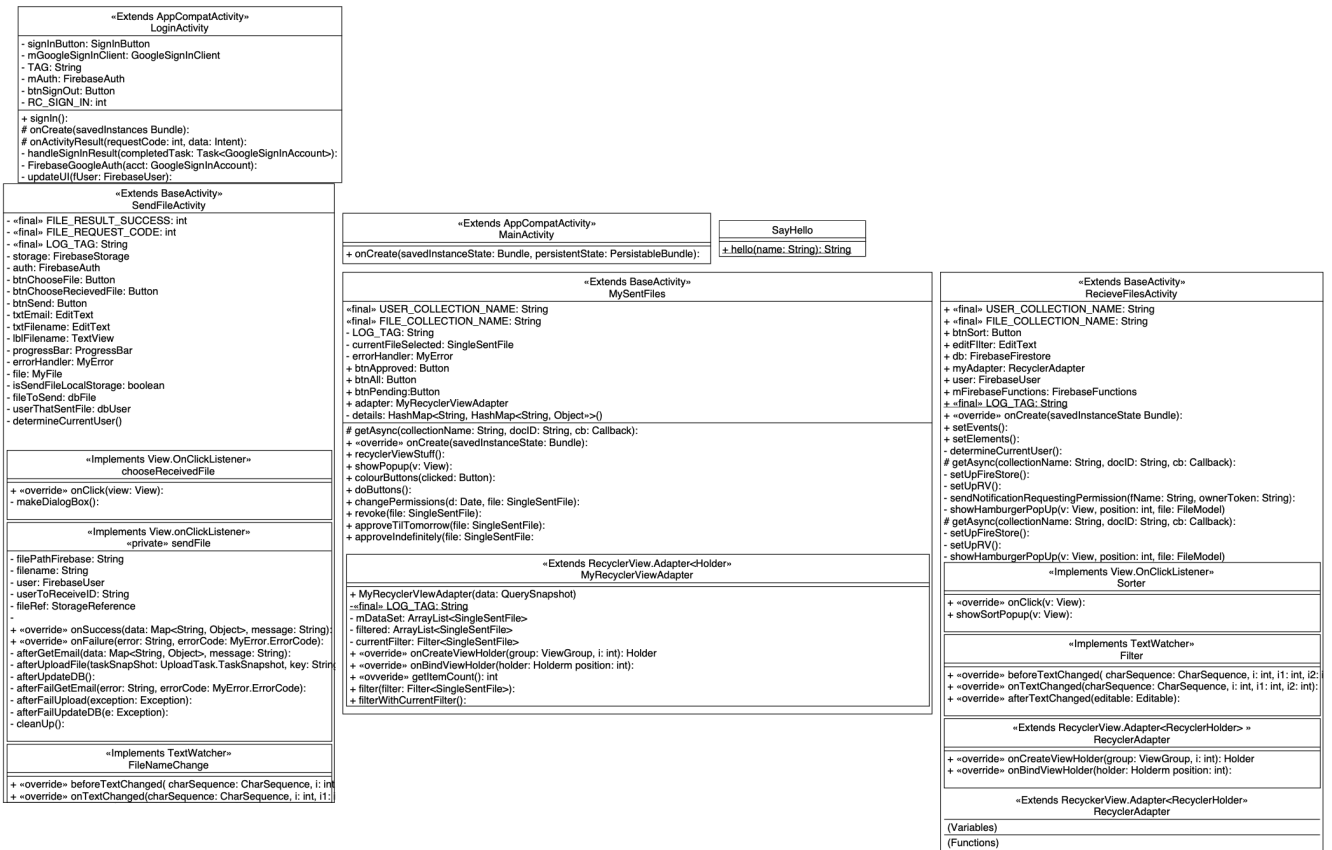 «Extends AppCompatActivity»
LoginActivity
- signInButton: SignInButton
- mGoogleSignInClient: GoogleSignInClient
- TAG: String
- mAuth: FirebaseAuth
- btnSignOut: Button
- RC_SIGN_IN: int
+ signIn():
# onCreate(savedInstances Bundle):
# onActivityResult(requestCode: int, data: Intent):
- handleSignInResult(completedTask: Task<GoogleSignInAccount>):
- FirebaseGoogleAuth(acct: GoogleSignInAccount):
- updateUI(fUser: FirebaseUser):
«Extends BaseActivity»
SendFileActivity
- «final» FILE_RESULT_SUCCESS: int
- «final» FILE_REQUEST_CODE: int
- «final» LOG_TAG: String
- storage: FirebaseStorage
- auth: FirebaseAuth
- btnChooseFile: Button
- btnChooseRecievedFile: Button
- btnSend: Button
- txtEmail: EditText
- txtFilename: EditText
- lblFilename: TextView
- progressBar: ProgressBar
- errorHandler: MyError
- file: MyFile
- isSendFileLocalStorage: boolean
- fileToSend: dbFile
- userThatSentFile: dbUser
- determineCurrentUser()
«Implements View.OnClickListener»
chooseReceivedFile
+ «override» onClick(view: View):
- makeDialogBox():
«Implements View.onClickListener»
«private» sendFile
- filePathFirebase: String
- filename: String
- user: FirebaseUser
- userToReceiveID: String
- fileRef: StorageReference
-
+ «override» onSuccess(data: Map<String, Object>, message: String):
+ «override» onFailure(error: String, errorCode: MyError.ErrorCode):
- afterGetEmail(data: Map<String, Object>, message: String):
- afterUploadFile(taskSnapShot: UploadTask.TaskSnapshot, key: String
- afterUpdateDB():
- afterFailGetEmail(error: String, errorCode: MyError.ErrorCode):
- afterFailUpload(exception: Exception):
- afterFailUpdateDB(e: Exception):
- cleanUp():
«Implements TextWatcher»
FileNameChange
+ «override» beforeTextChanged( charSequence: CharSequence, i: int
+ «override» onTextChanged(charSequence: CharSequence, i: int, i1:
«Extends AppCompatActivity»
MainActivity
+ onCreate(savedInstanceState: Bundle, persistentState: PersistableBundle):
SayHello
+ hello(name: String): String
«Extends BaseActivity»
MySentFiles
«final» USER_COLLECTION_NAME: String
«final» FILE_COLLECTION_NAME: String
- LOG_TAG: String
- currentFileSelected: SingleSentFile
- errorHandler: MyError
+ btnApproved: Button
+ btnAll: Button
+ btnPending:Button
+ adapter: MyRecyclerViewAdapter
- details: HashMap<String, HashMap<String, Object»>()
# getAsync(collectionName: String, docID: String, cb: Callback):
+ «override» onCreate(savedInstanceState: Bundle):
+ recyclerViewStuff():
+ showPopup(v: View):
+ colourButtons(clicked: Button):
+ doButtons():
+ changePermissions(d: Date, file: SingleSentFile):
+ revoke(file: SingleSentFile):
+ approveTilTomorrow(file: SingleSentFile):
+ approveIndefinitely(file: SingleSentFile:
«Extends RecyclerView.Adapter<Holder»
MyRecyclerViewAdapter
+ MyRecyclerVIewAdapter(data: QuerySnapshot)
-«final» LOG_TAG: String
- mDataSet: ArrayList<SingleSentFile>
- filtered: ArrayList<SingleSentFile>
- currentFilter: Filter<SingleSentFile>
+ «override» onCreateViewHolder(group: ViewGroup, i: int): Holder
+ «override» onBindViewHolder(holder: Holderm position: int):
+ «ovveride» getItemCount(): int
+ filter(filter: Filter<SingleSentFile>):
+ filterWithCurrentFilter():
«Extends BaseActivity»
RecieveFilesActivity
+ «final» USER_COLLECTION_NAME: String
+ «final» FILE_COLLECTION_NAME: String
+ btnSort: Button
+ editFIlter: EditText
+ db: FirebaseFirestore
+ myAdapter: RecyclerAdapter
+ user: FirebaseUser
+ mFirebaseFunctions: FirebaseFunctions
+ «final» LOG_TAG: String
+ «override» onCreate(savedInstanceState Bundle):
+ setEvents():
+ setElements():
- determineCurrentUser():
# getAsync(collectionName: String, docID: String, cb: Callback):
- setUpFireStore():
- setUpRV():
- sendNotificationRequestingPermission(fName: String, ownerToken: String):
- showHamburgerPopUp(v: View, position: int, file: FileModel)
# getAsync(collectionName: String, docID: String, cb: Callback):
- setUpFireStore():
- setUpRV():
- showHamburgerPopUp(v: View, position: int, file: FileModel)
«Implements View.OnClickListener»
Sorter
+ «override» onClick(v: View):
+ showSortPopup(v: View):
«Implements TextWatcher»
Filter
+ «override» beforeTextChanged( charSequence: CharSequence, i: int, i1: int, i2: i
+ «override» onTextChanged(charSequence: CharSequence, i: int, i1: int, i2: int):
+ «override» afterTextChanged(editable: Editable):
«Extends RecyclerView.Adapter<RecyclerHolder> »
RecyclerAdapter
+ «override» onCreateViewHolder(group: ViewGroup, i: int): Holder
+ «override» onBindViewHolder(holder: Holderm position: int):
«Extends RecyckerView.Adapter<RecyclerHolder»
RecyclerAdapter
(Variables)
(Functions)